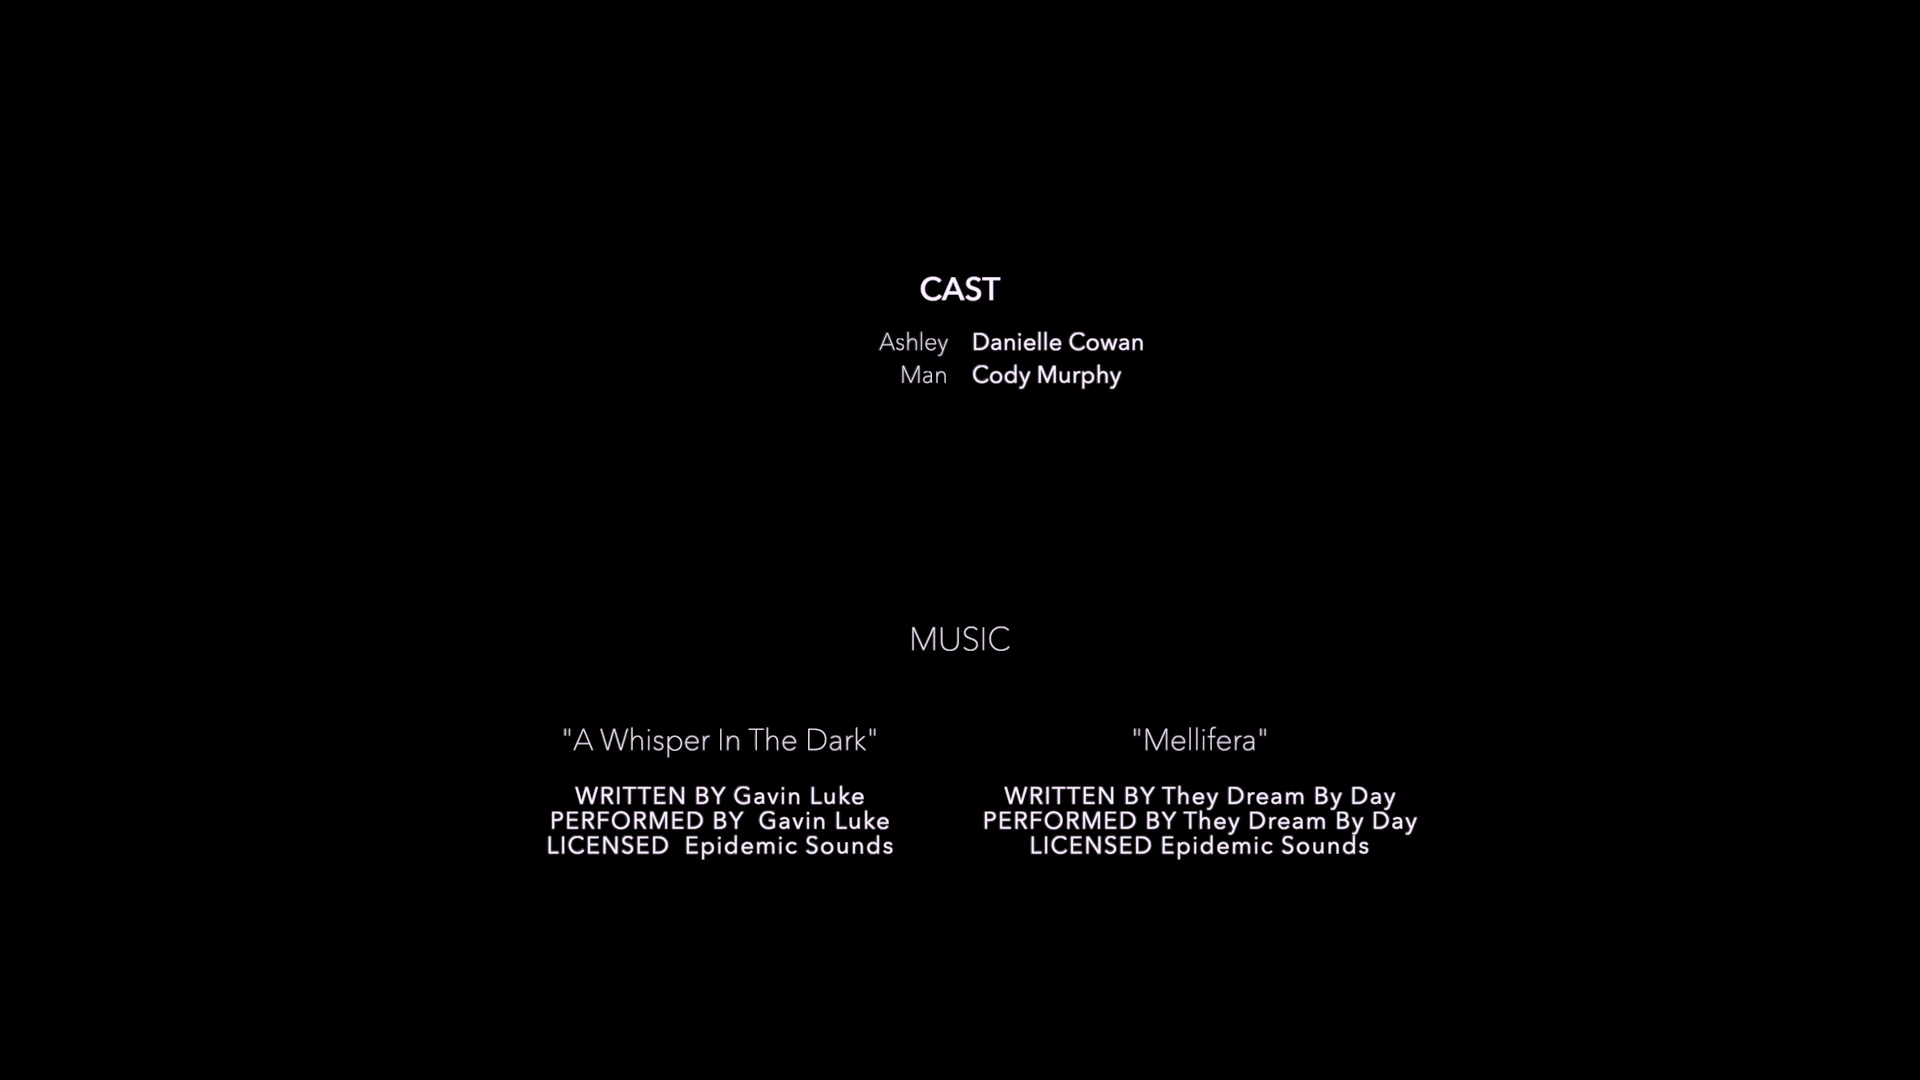 CAST
Ashley Danielle Cowan
Man Cody Murphy
MUSIC
"A Whisper In The Dark"
WRITTEN BY Gavin Luke
PERFORMED BY  Gavin Luke
LICENSED  Epidemic Sounds
"Mellifera"
WRITTEN BY They Dream By Day
PERFORMED BY They Dream By Day
LICENSED Epidemic Sounds